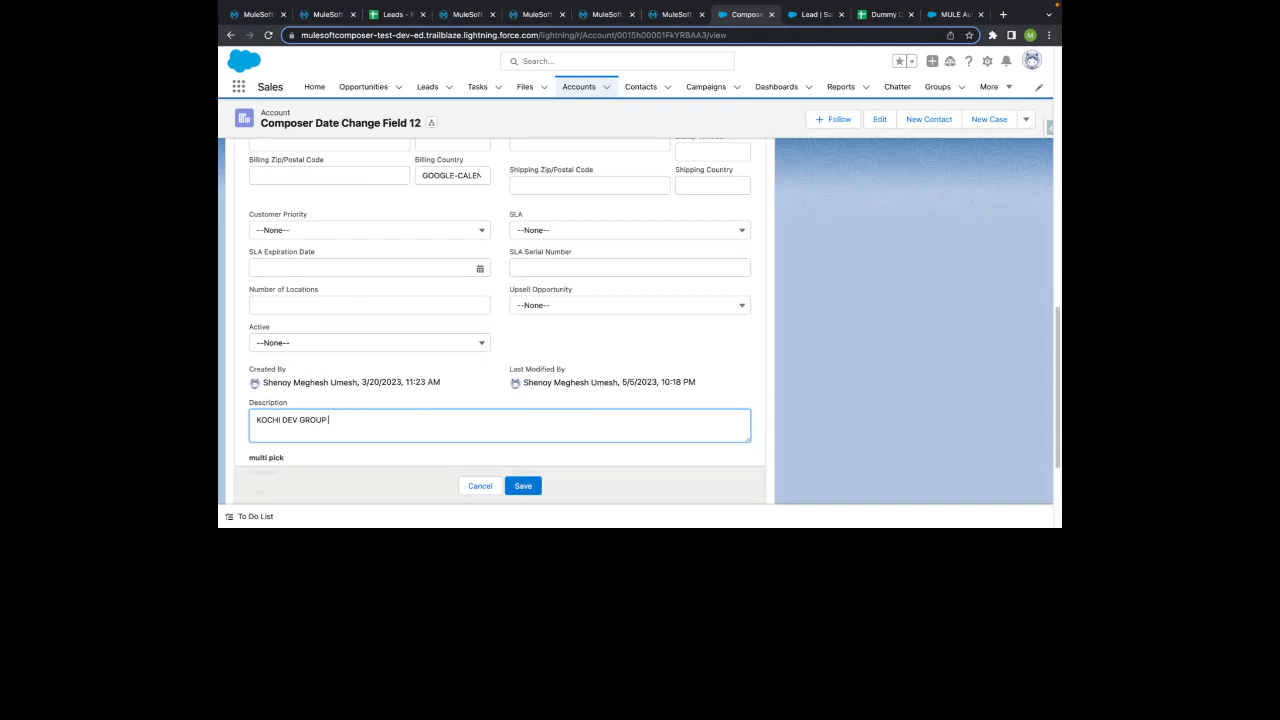 MuleSoft
MuleSoft
Leads - P
MuleSoft
MuleSoft
MuleSoft
MuleSoft
Compose
Lead | Sa
Dummy D
MULE Au
mulesoftcomposer-test-dev-ed.trailblaze.lightning.force.com/lightning/r/Account/0015h00001FkYRBAA3/view
M
Search...
Sales Home Opportunities Leads Tasks Files Accounts Contacts Campaigns Dashboards Reports Chatter Groups More
Account
Composer Date Change Field 12
Follow Edit New Contact New Case
Billing Zip/Postal Code Billing Country
GOOGLE-CALEN
Shipping Zip/Postal Code Shipping Country
Customer Priority SLA
--None-- --None--
SLA Expiration Date SLA Serial Number
Number of Locations Upsell Opportunity
--None--
Active
--None--
Created By Last Modified By
Shenoy Meghesh Umesh, 3/20/2023, 11:23 AM Shenoy Meghesh Umesh, 5/5/2023, 10:18 PM
Description
KOCHI DEV GROUP
multi pick
Cancel Save
To Do List